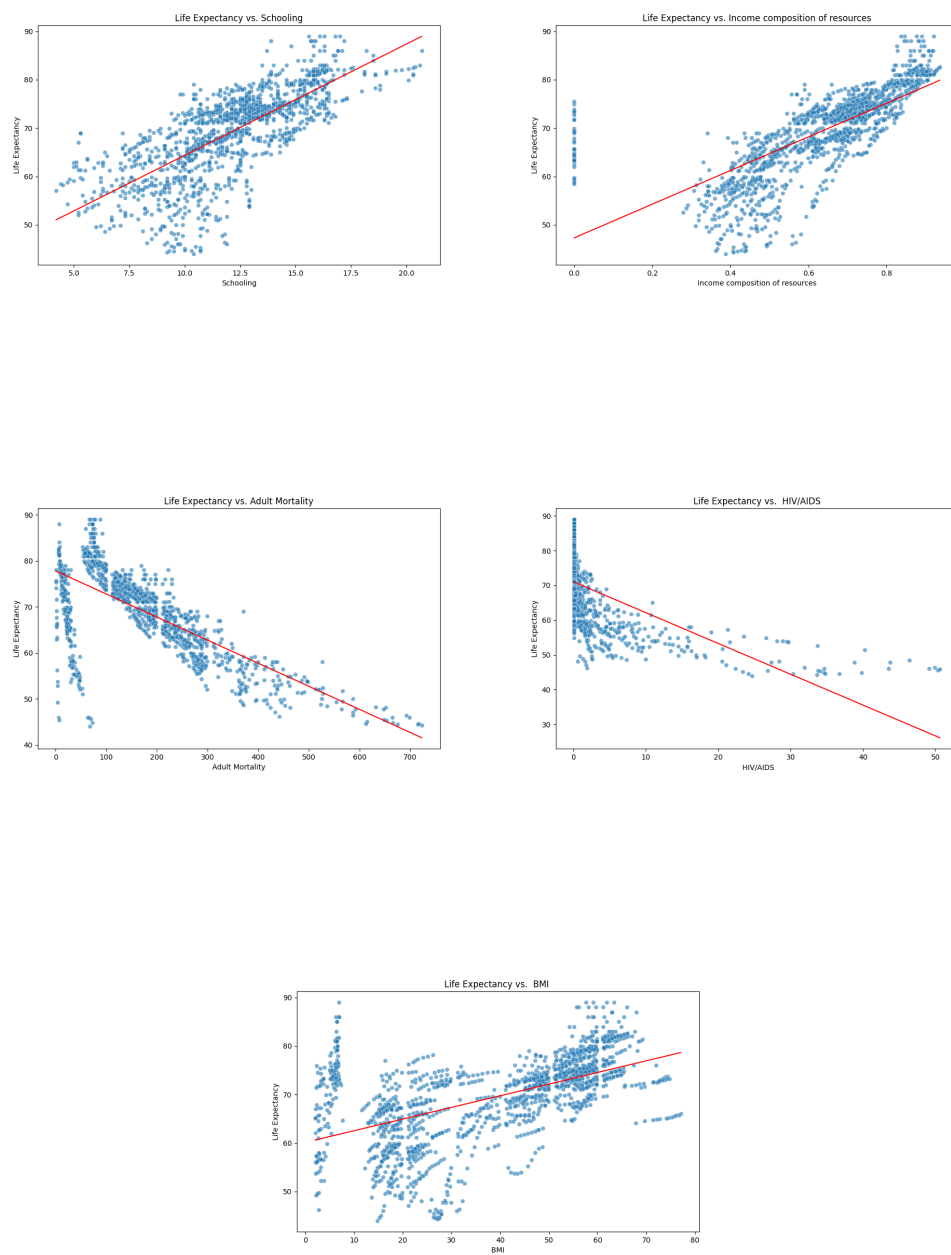 Life Expectancy vs. Schooling
Life Expectancy
90
80
70
60
50
5.0 7.5 10.0 12.5 15.0 17.5 20.0
Schooling
Life Expectancy vs. Income composition of resources
Life Expectancy
90
80
70
60
50
0.0 0.2 0.4 0.6 0.8
Income composition of resources
Life Expectancy vs. Adult Mortality
Life Expectancy
90
80
70
60
50
40
0 100 200 300 400 500 600 700
Adult Mortality
Life Expectancy vs.  HIV/AIDS
Life Expectancy
90
80
70
60
50
40
30
0 10 20 30 40 50
HIV/AIDS
Life Expectancy vs.  BMI
Life Expectancy
90
80
70
60
50
0 10 20 30 40 50 60 70 80
BMI